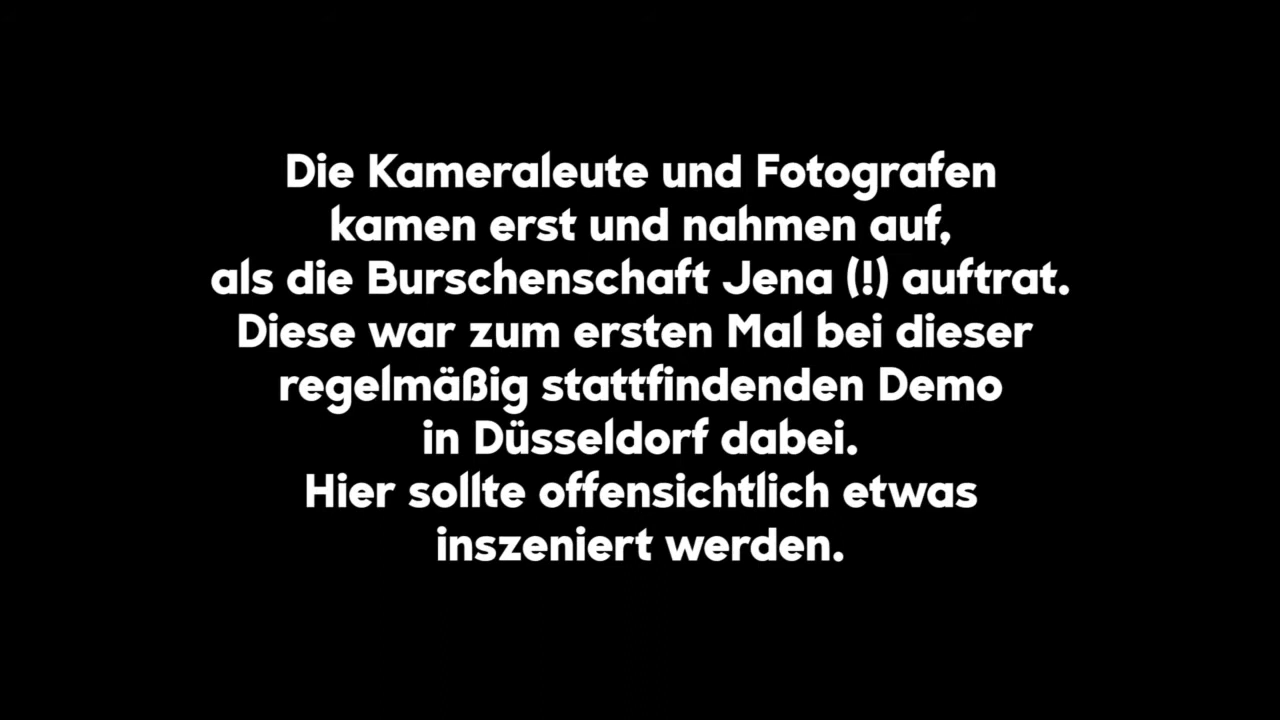 Die Kameraleute und Fotografen
kamen erst und nahmen auf,
als die Burschenschaft Jena (!) auftrat.
Diese war zum ersten Mal bei dieser
regelmäßig stattfindenden Demo
in Düsseldorf dabei.
Hier sollte offensichtlich etwas
inszeniert werden.